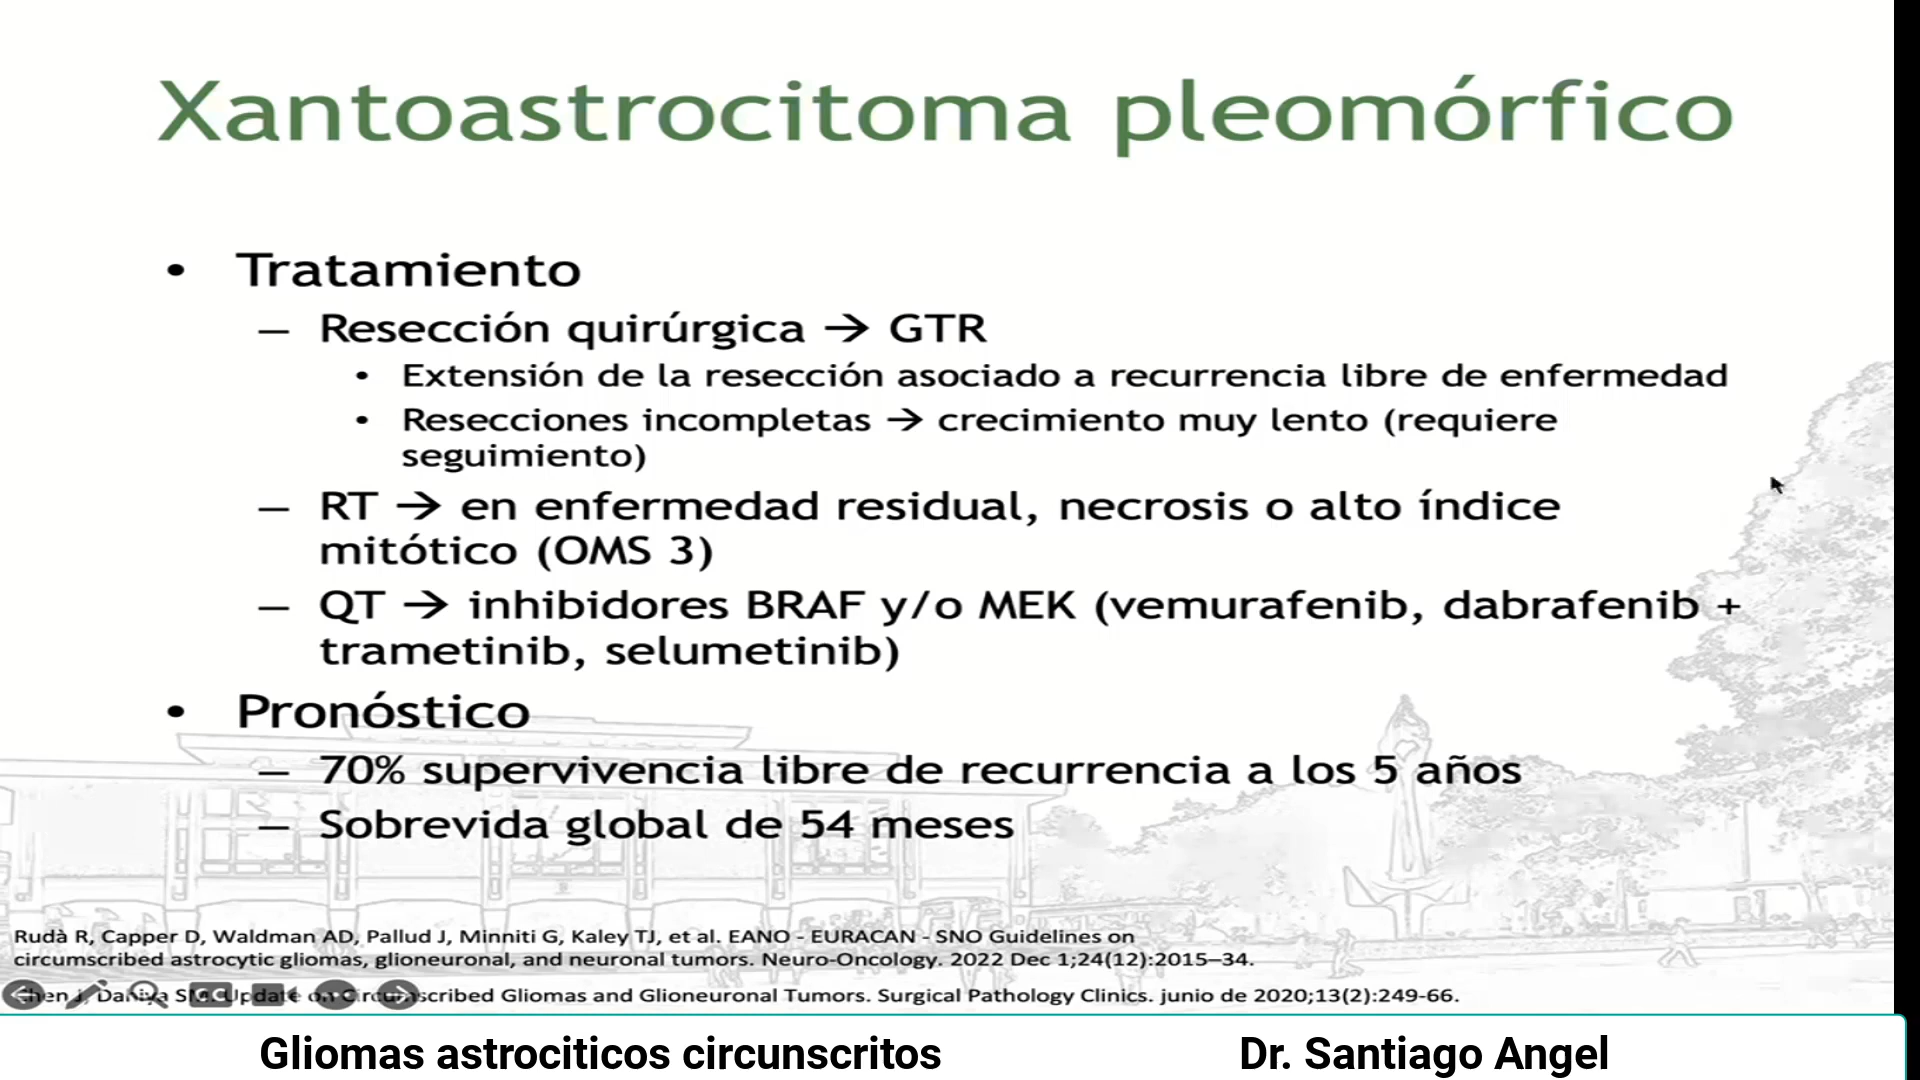 Xantoastrocitoma pleomórfico
• Tratamiento
– Resección quirúrgica → GTR
• Extensión de la resección asociado a recurrencia libre de enfermedad
• Resecciones incompletas → crecimiento muy lento (requiere
seguimiento)
– RT → en enfermedad residual, necrosis o alto índice
mitótico (OMS 3)
– QT → inhibidores BRAF y/o MEK (vemurafenib, dabrafenib +
trametinib, selumetinib)
• Pronóstico
– 70% supervivencia libre de recurrencia a los 5 años
– Sobrevida global de 54 meses
Rudà R, Capper D, Waldman AD, Pallud J, Minniti G, Kaley TJ, et al. EANO - EURACAN - SNO Guidelines on
circumscribed astrocytic gliomas, glioneuronal, and neuronal tumors. Neuro-Oncology. 2022 Dec 1;24(12):2015–34.
Chen J, Dahiya SM. Update on Circumscribed Gliomas and Glioneuronal Tumors. Surgical Pathology Clinics. junio de 2020;13(2):249-66.
Gliomas astrociticos circunscritos
Dr. Santiago Angel